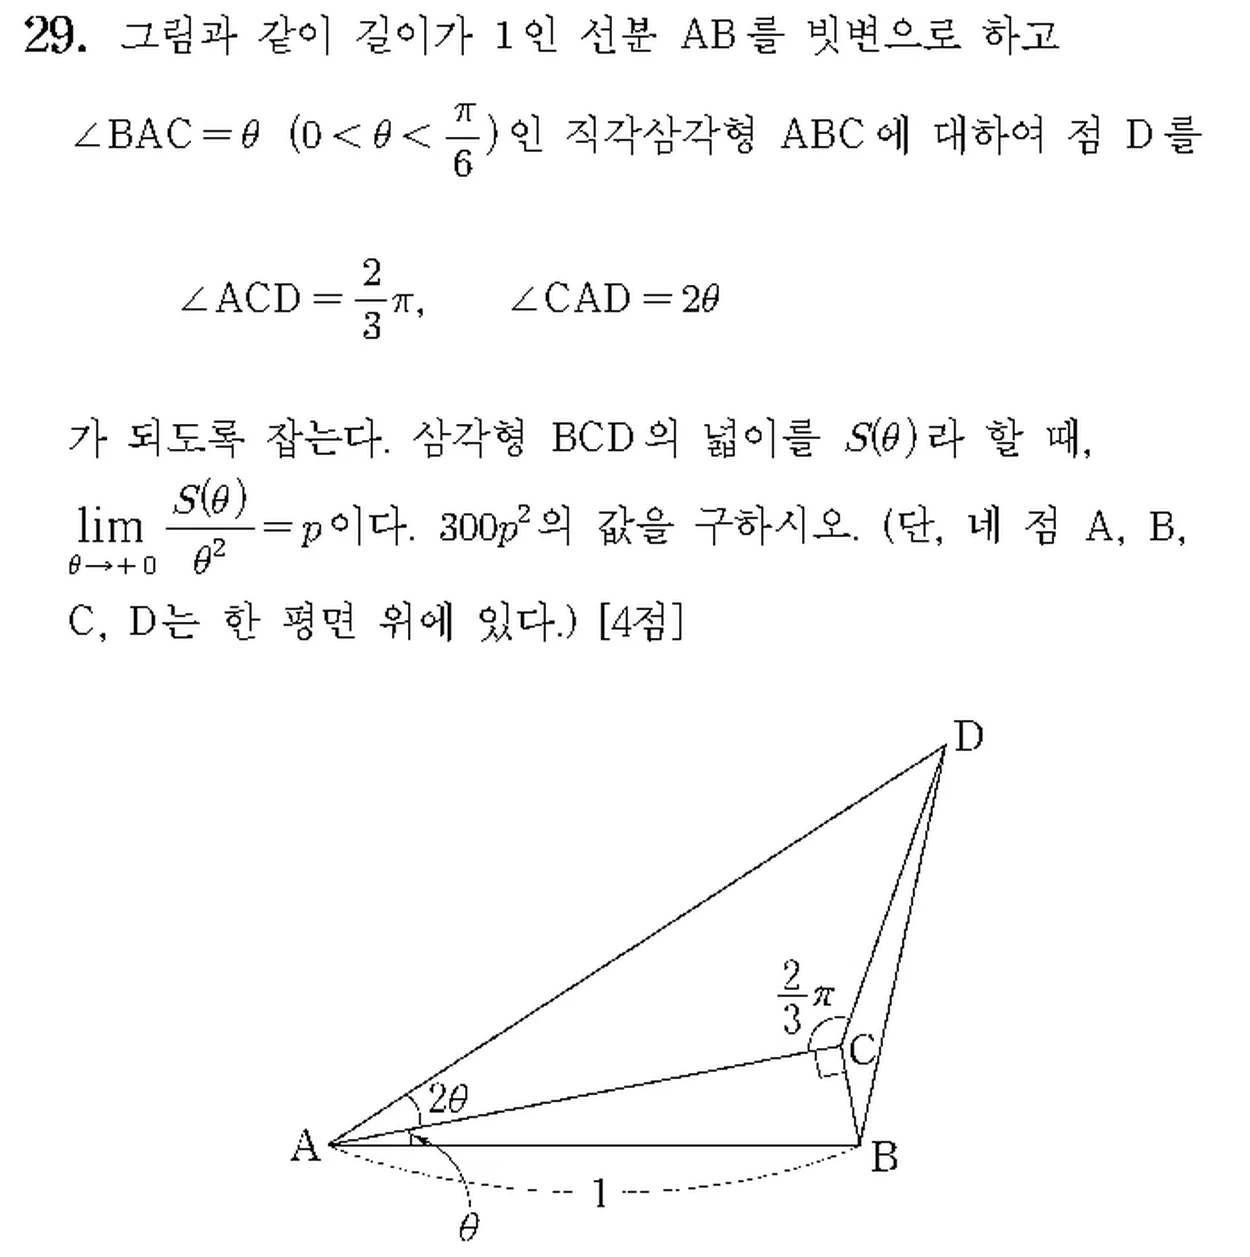 29. 그림과 같이 길이가 1인 선분 AB를 빗변으로 하고
∠BAC=θ (0<θ<π/6)인 직각삼각형 ABC에 대하여 점 D를
∠ACD=2/3π, ∠CAD=2θ
가 되도록 잡는다. 삼각형 BCD의 넓이를 S(θ)라 할 때,
lim θ→+0 S(θ)/θ²=p이다. 300p²의 값을 구하시오. (단, 네 점 A, B,
C, D는 한 평면 위에 있다.) [4점]
D
2/3π
C
2θ
A
B
1
θ